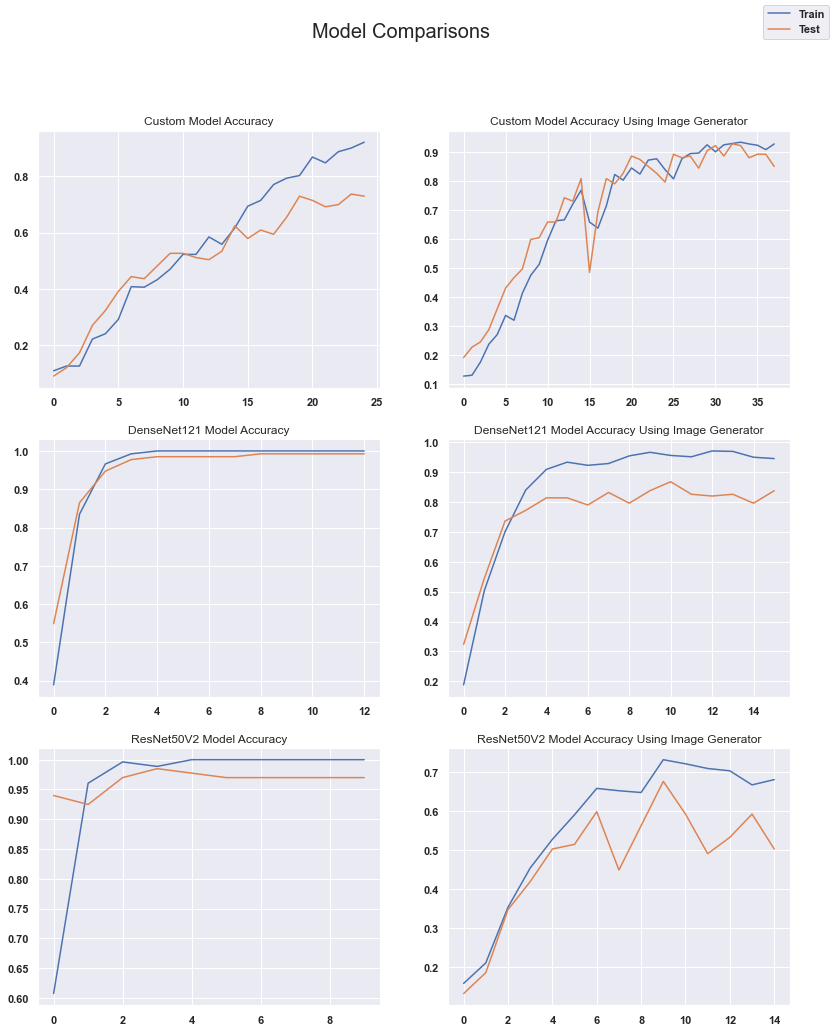 Model Comparisons
Train
Test
Custom Model Accuracy
0.8
0.6
0.4
0.2
0 5 10 15 20 25
Custom Model Accuracy Using Image Generator
0.9
0.8
0.7
0.6
0.5
0.4
0.3
0.2
0.1
0 5 10 15 20 25 30 35
DenseNet121 Model Accuracy
1.0
0.9
0.8
0.7
0.6
0.5
0.4
0 2 4 6 8 10 12
DenseNet121 Model Accuracy Using Image Generator
1.0
0.9
0.8
0.7
0.6
0.5
0.4
0.3
0.2
0 2 4 6 8 10 12 14
ResNet50V2 Model Accuracy
1.00
0.95
0.90
0.85
0.80
0.75
0.70
0.65
0.60
0 2 4 6 8
ResNet50V2 Model Accuracy Using Image Generator
0.7
0.6
0.5
0.4
0.3
0.2
0 2 4 6 8 10 12 14